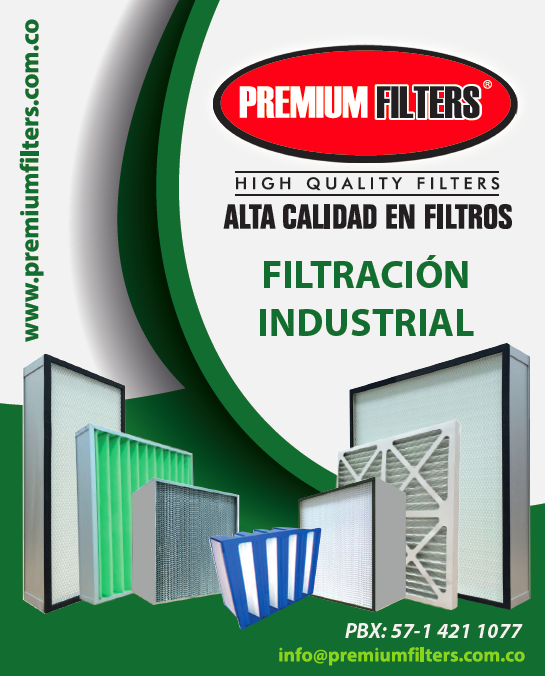 www.premiumfilters.com.co
PREMIUM FILTERS®
HIGH QUALITY FILTERS
ALTA CALIDAD EN FILTROS
FILTRACIÓN
INDUSTRIAL
PBX: 57-1 421 1077
info@premiumfilters.com.co